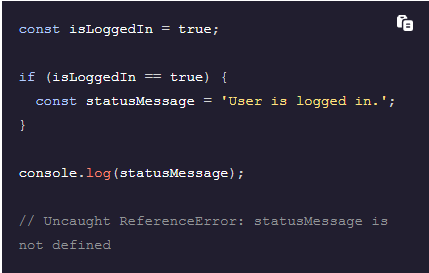 const isLoggedIn = true;
if (isLoggedIn == true) {
  const statusMessage = 'User is logged in.';
}
console.log(statusMessage);
// Uncaught ReferenceError: statusMessage is
not defined